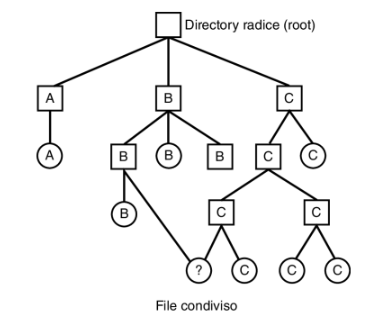 Directory radice (root)
A B C
A B B B C C
B C C
? C C C
File condiviso